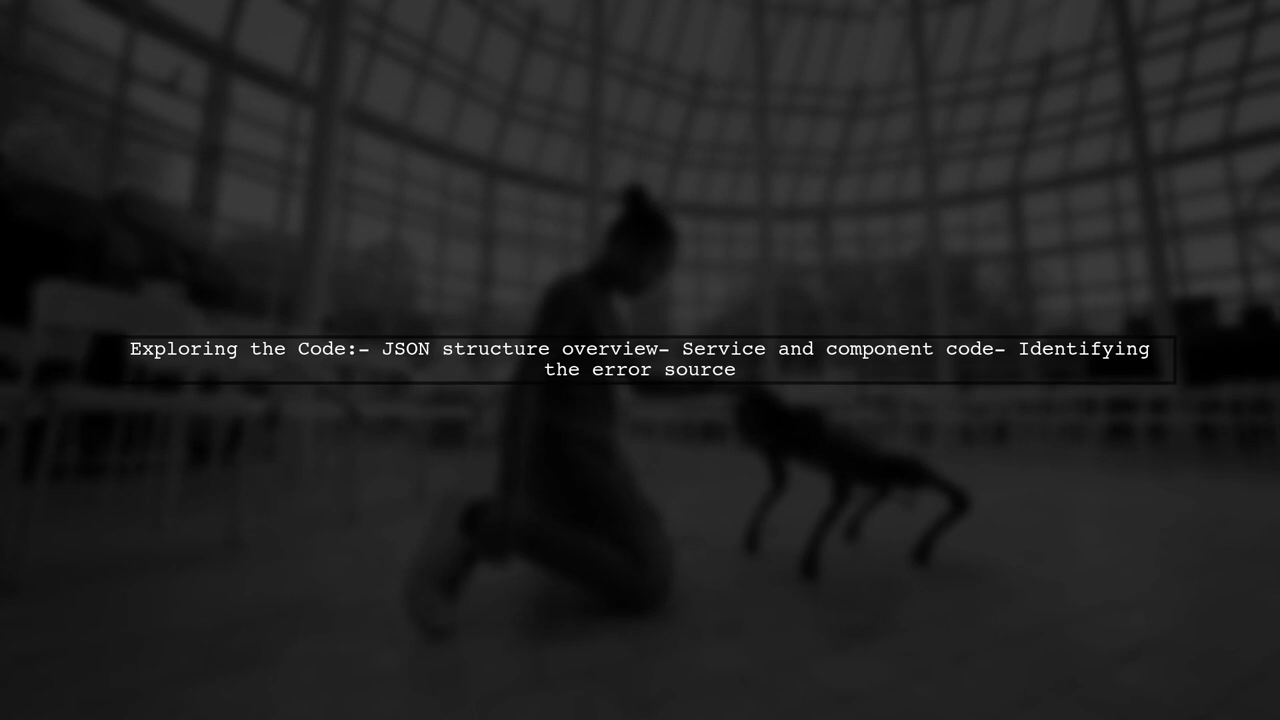 Exploring the Code:- JSON structure overview- Service and component code- Identifying
the error source